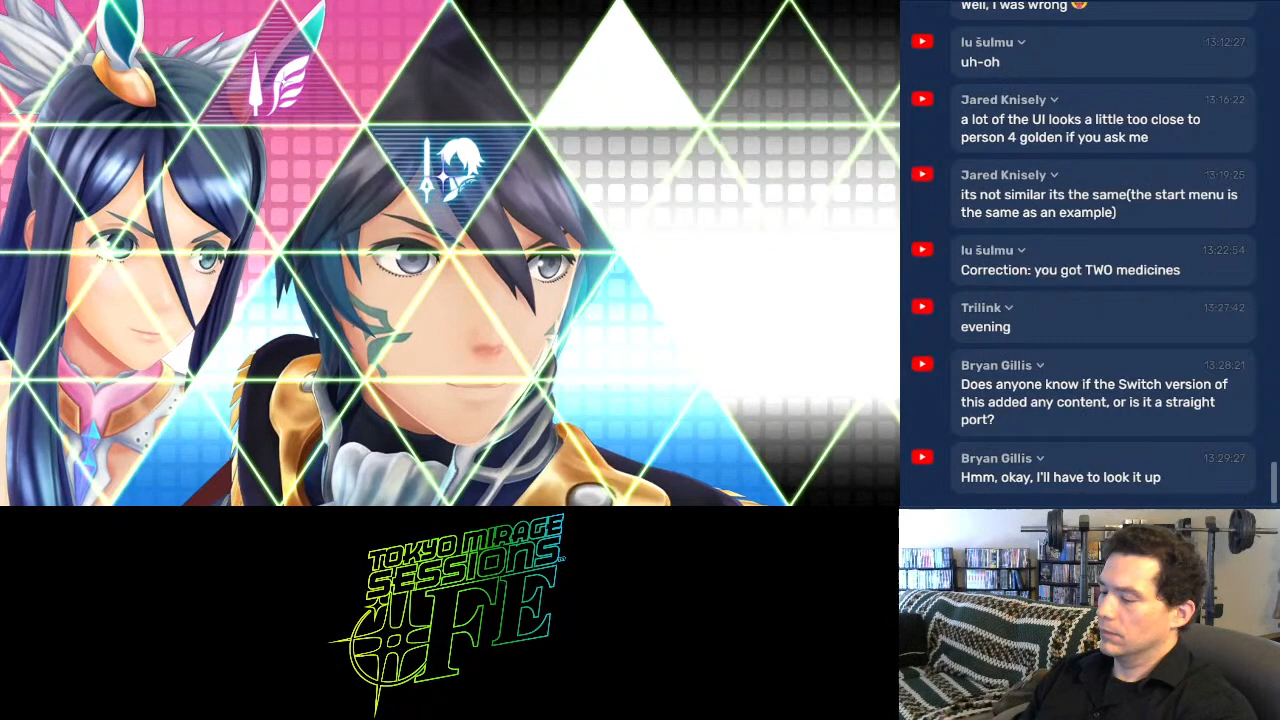 Well, I was wrong
lu šulmu
13:12:27
uh-oh
Jared Knisely
13:16:22
a lot of the UI looks a little too close to
person 4 golden if you ask me
Jared Knisely
13:19:25
its not similar its the same(the start menu is
the same as an example)
lu šulmu
13:22:54
Correction: you got TWO medicines
Trilink
13:27:42
evening
Bryan Gillis
13:28:21
Does anyone know if the Switch version of
this added any content, or is it a straight
port?
Bryan Gillis
13:29:27
Hmm, okay, I'll have to look it up
TOKYO MIRAGE
SESSIONS
#FE